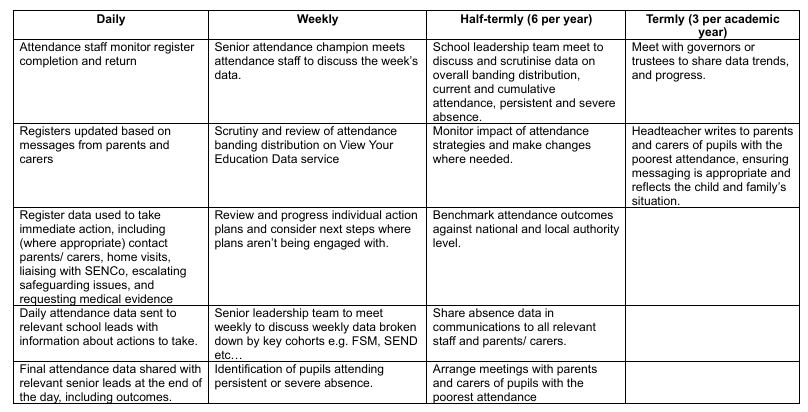 Daily
Weekly
Half-termly (6 per year)
Termly (3 per academic
year)
Attendance staff monitor register
completion and return
Senior attendance champion meets
attendance staff to discuss the week's
data.
School leadership team meet to
discuss and scrutinise data on
overall banding distribution,
current and cumulative
attendance, persistent and severe
absence.
Meet with governors or
trustees to share data trends,
and progress.
Registers updated based on
messages from parents and
carers
Scrutiny and review of attendance
banding distribution on View Your
Education Data service
Monitor impact of attendance
strategies and make changes
where needed.
Headteacher writes to parents
and carers of pupils with the
poorest attendance, ensuring
messaging is appropriate and
reflects the child and family's
situation.
Register data used to take
immediate action, including
(where appropriate) contact
parents/ carers, home visits,
liaising with SENCo, escalating
safeguarding issues, and
requesting medical evidence
Review and progress individual action
plans and consider next steps where
plans aren't being engaged with.
Benchmark attendance outcomes
against national and local authority
level.
Daily attendance data sent to
relevant school leads with
information about actions to take.
Senior leadership team to meet
weekly to discuss weekly data broken
down by key cohorts e.g. FSM, SEND
etc…
Share absence data in
communications to all relevant
staff and parents/ carers.
Final attendance data shared with
relevant senior leads at the end of
the day, including outcomes.
Identification of pupils attending
persistent or severe absence.
Arrange meetings with parents
and carers of pupils with the
poorest attendance